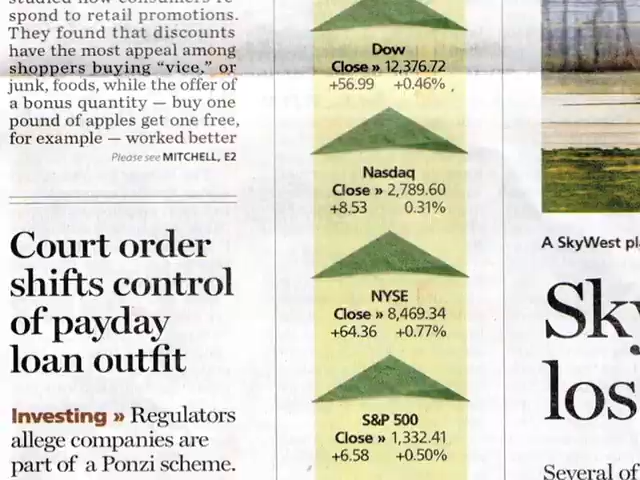 spond to retail promotions.
They found that discounts
have the most appeal among
shoppers buying “vice,” or
junk, foods, while the offer of
a bonus quantity — buy one
pound of apples get one free,
for example — worked better
Please see MITCHELL, E2
Court order
shifts control
of payday
loan outfit
Investing » Regulators
allege companies are
part of a Ponzi scheme.
Dow
Close » 12,376.72
+56.99 +0.46%
Nasdaq
Close » 2,789.60
+8.53 0.31%
NYSE
Close » 8,469.34
+64.36 +0.77%
S&P 500
Close » 1,332.41
+6.58 +0.50%
A SkyWest pl
Sky
los
Several of